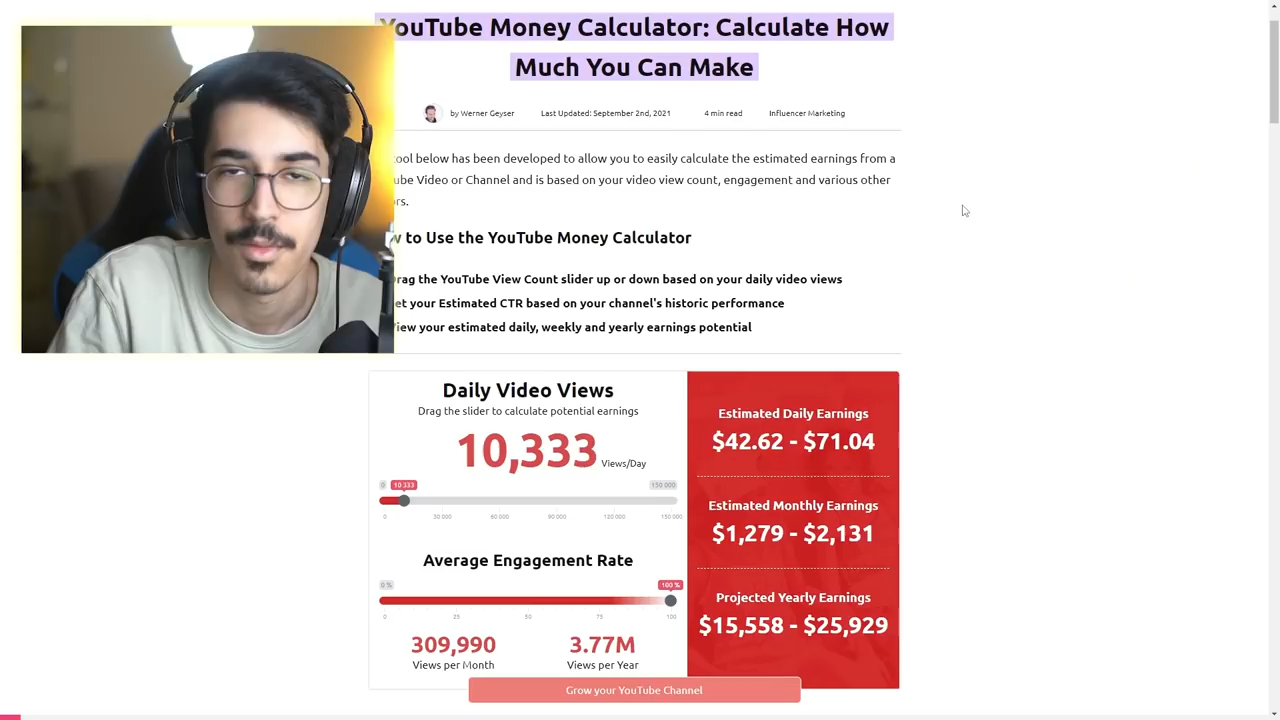 YouTube Money Calculator: Calculate How
Much You Can Make
by Werner Geyser
Last Updated: September 2nd, 2021
4 min read
Influencer Marketing
tool below has been developed to allow you to easily calculate the estimated earnings from a
ube Video or Channel and is based on your video view count, engagement and various other
rs.
w to Use the YouTube Money Calculator
Drag the YouTube View Count slider up or down based on your daily video views
et your Estimated CTR based on your channel's historic performance
View your estimated daily, weekly and yearly earnings potential
Daily Video Views
Drag the slider to calculate potential earnings
10,333 Views/Day
0 10 333 150 000
0 30 000 60 000 90 000 120 000 150 000
Average Engagement Rate
0 % 100 %
0 25 50 75 100
309,990 3.77M
Views per Month Views per Year
Estimated Daily Earnings
$42.62 - $71.04
Estimated Monthly Earnings
$1,279 - $2,131
Projected Yearly Earnings
$15,558 - $25,929
Grow your YouTube Channel